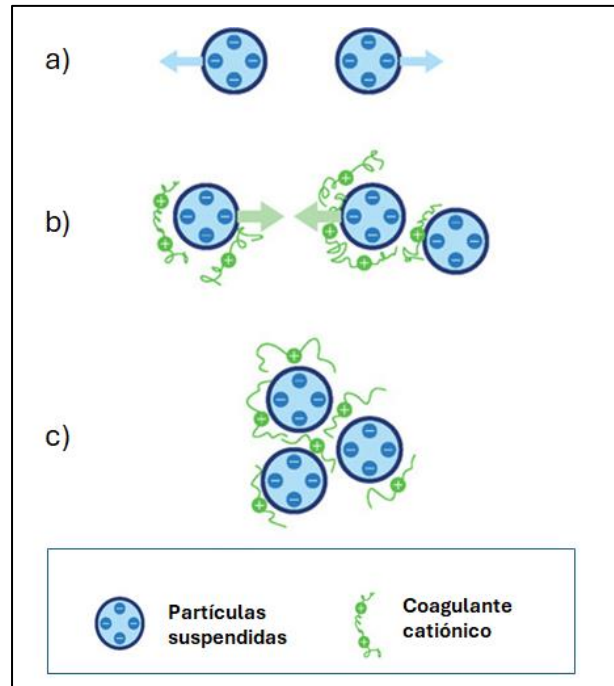 a)
b)
c)
Partículas
suspendidas
Coagulante
catiónico